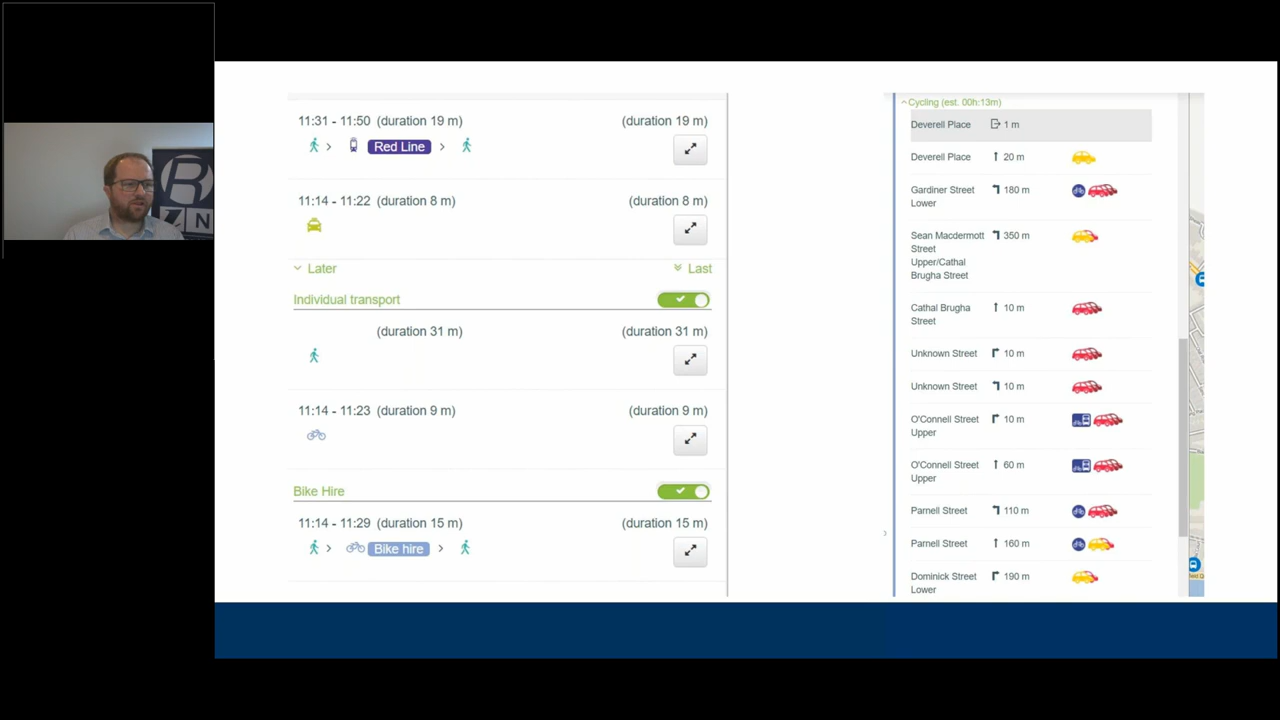 11:31 - 11:50 (duration 19 m) (duration 19 m)
Red Line
11:14 - 11:22 (duration 8 m) (duration 8 m)
Later Last
Individual transport
(duration 31 m) (duration 31 m)
11:14 - 11:23 (duration 9 m) (duration 9 m)
Bike Hire
11:14 - 11:29 (duration 15 m) (duration 15 m)
Bike hire
Cycling (est. 00h:13m)
Deverell Place 1 m
Deverell Place 20 m
Gardiner Street 180 m
Lower
Sean Macdermott 350 m
Street
Upper/Cathal
Brugha Street
Cathal Brugha 10 m
Street
Unknown Street 10 m
Unknown Street 10 m
O'Connell Street 10 m
Upper
O'Connell Street 60 m
Upper
Parnell Street 110 m
Parnell Street 160 m
Dominick Street 190 m
Lower